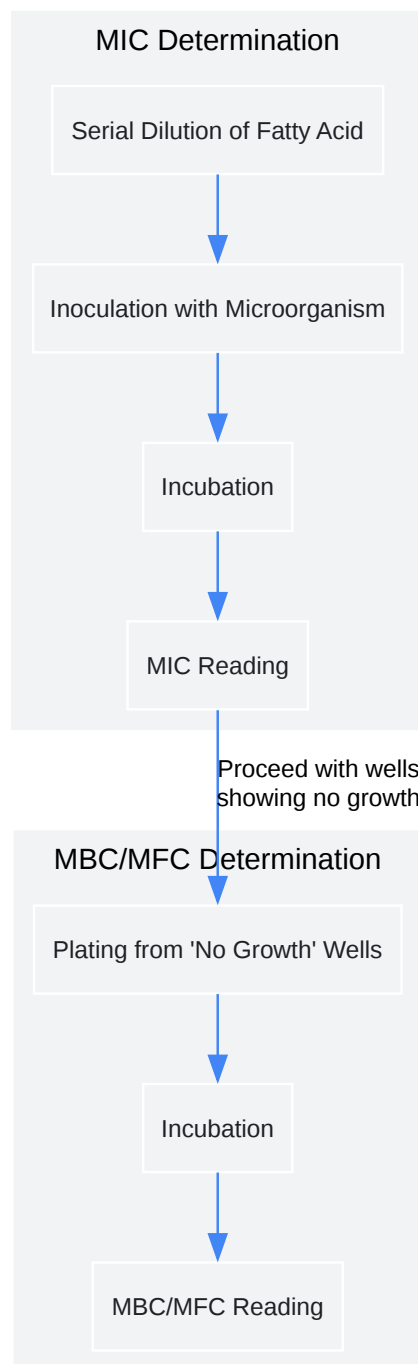 MIC Determination
Serial Dilution of Fatty Acid
Inoculation with Microorganism
Incubation
MIC Reading
Proceed with wells
showing no growth
MBC/MFC Determination
Plating from 'No Growth' Wells
Incubation
MBC/MFC Reading